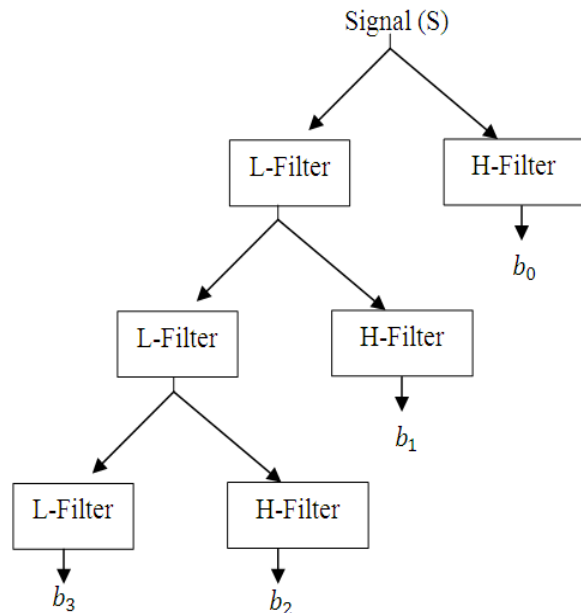 Signal (S)
L-Filter
H-Filter
b₀
L-Filter
H-Filter
b₁
L-Filter
H-Filter
b₃
b₂